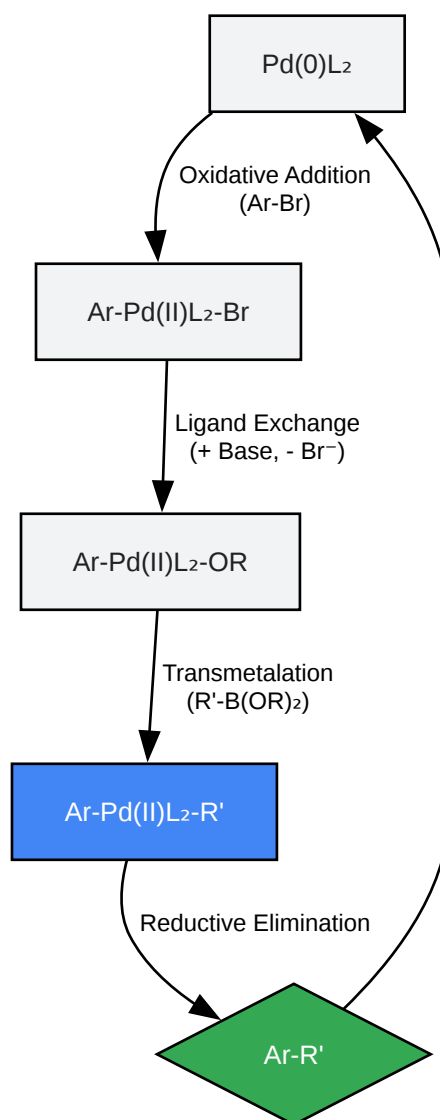 Pd(0)L₂
Oxidative Addition
(Ar-Br)
Ar-Pd(II)L₂-Br
Ligand Exchange
(+ Base, - Br⁻)
Ar-Pd(II)L₂-OR
Transmetalation
(R'-B(OR)₂)
Ar-Pd(II)L₂-R'
Reductive Elimination
Ar-R'